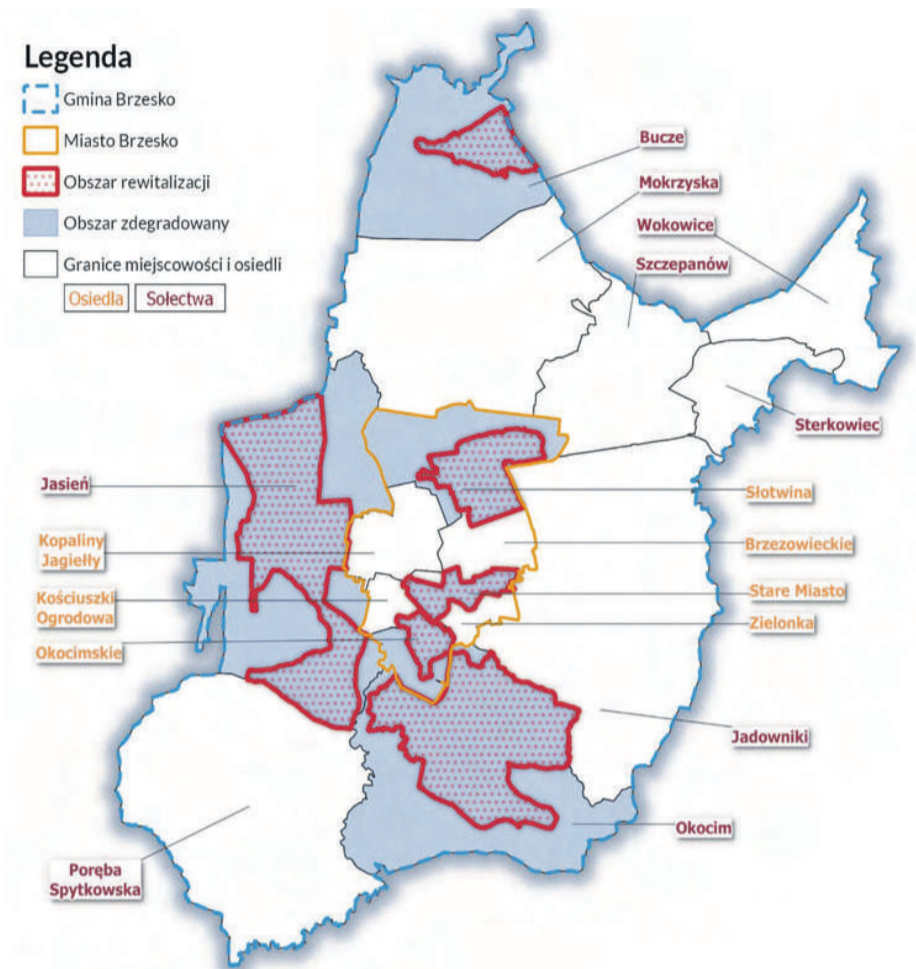 Legenda
Gmina Brzesko
Miasto Brzesko
Obszar rewitalizacji
Obszar zdegradowany
Granice miejscowości i osiedli
Osiedla Sołectwa
Bucze
Mokrzyska
Wokowice
Szczepanów
Sterkowiec
Jasień
Słotwina
Kopaliny
Jagiełły
Brzezowieckie
Kościuszki
Ogrodowa
Stare Miasto
Zielonka
Okocimskie
Jadowniki
Okocim
Poręba
Spytkowska